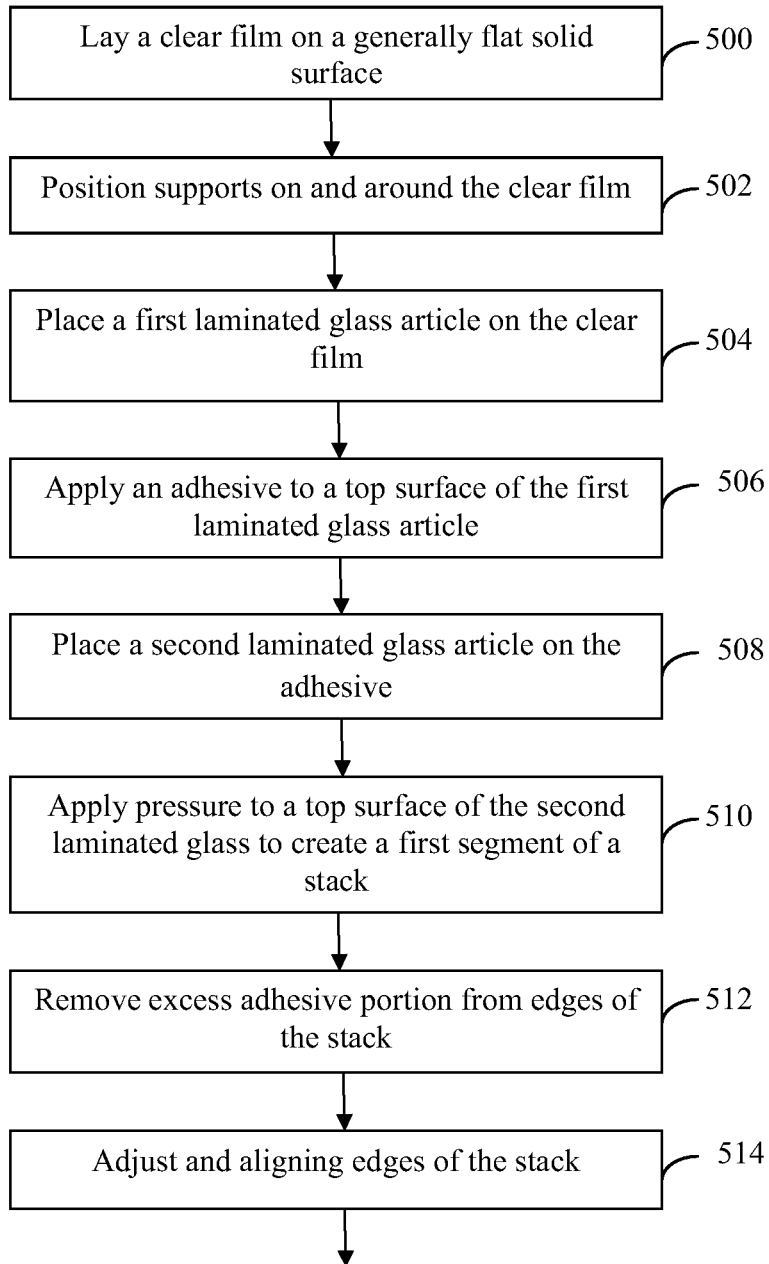 Lay a clear film on a generally flat solid
surface
500
Position supports on and around the clear film
502
Place a first laminated glass article on the clear
film
504
Apply an adhesive to a top surface of the first
laminated glass article
506
Place a second laminated glass article on the
adhesive
508
Apply pressure to a top surface of the second
laminated glass to create a first segment of a
stack
510
Remove excess adhesive portion from edges of
the stack
512
Adjust and aligning edges of the stack
514